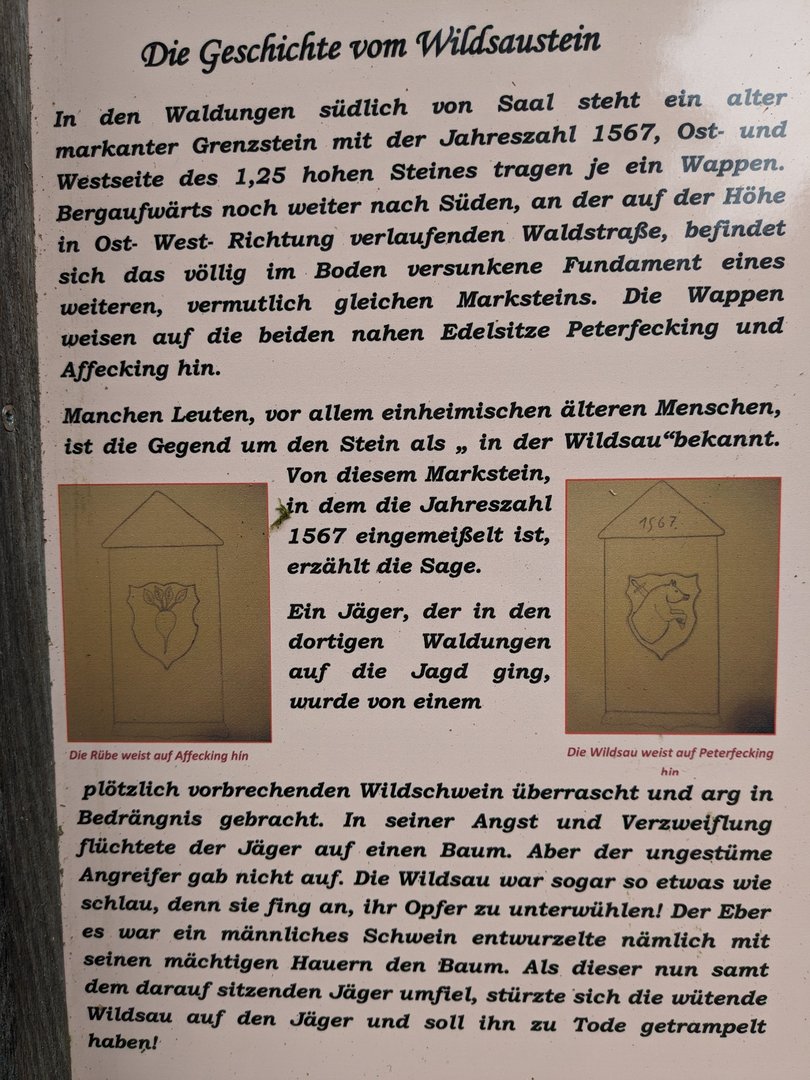 Die Geschichte vom Wildsaustein
In den Waldungen südlich von Saal steht ein alter
markanter Grenzstein mit der Jahreszahl 1567, Ost- und
Westseite des 1,25 hohen Steines tragen je ein Wappen.
Bergaufwärts noch weiter nach Süden, an der auf der Höhe
in Ost- West- Richtung verlaufenden Waldstraße, befindet
sich das völlig im Boden versunkene Fundament eines
weiteren, vermutlich gleichen Marksteins. Die Wappen
weisen auf die beiden nahen Edelsitze Peterfecking und
Affecking hin.
Manchen Leuten, vor allem einheimischen älteren Menschen,
ist die Gegend um den Stein als „ in der Wildsau“bekannt.
Von diesem Markstein,
in dem die Jahreszahl
1567 eingemeißelt ist,
erzählt die Sage.
Ein Jäger, der in den
dortigen Waldungen
auf die Jagd ging,
wurde von einem
1567
Die Rübe weist auf Affecking hin
Die Wildsau weist auf Peterfecking
hin
plötzlich vorbrechenden Wildschwein überrascht und arg in
Bedrängnis gebracht. In seiner Angst und Verzweiflung
flüchtete der Jäger auf einen Baum. Aber der ungestüme
Angreifer gab nicht auf. Die Wildsau war sogar so etwas wie
schlau, denn sie fing an, ihr Opfer zu unterwühlen! Der Eber
es war ein männliches Schwein entwurzelte nämlich mit
seinen mächtigen Hauern den Baum. Als dieser nun samt
dem darauf sitzenden Jäger umfiel, stürzte sich die wütende
Wildsau auf den Jäger und soll ihn zu Tode getrampelt
haben!